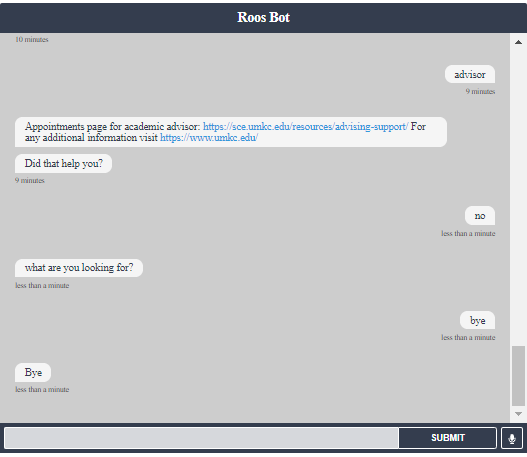 Roos Bot
10 minutes
advisor
9 minutes
Appointments page for academic advisor: https://sce.umkc.edu/resources/advising-support/ For
any additional information visit https://www.umkc.edu/
Did that help you?
9 minutes
no
less than a minute
what are you looking for?
less than a minute
bye
less than a minute
Bye
less than a minute
SUBMIT